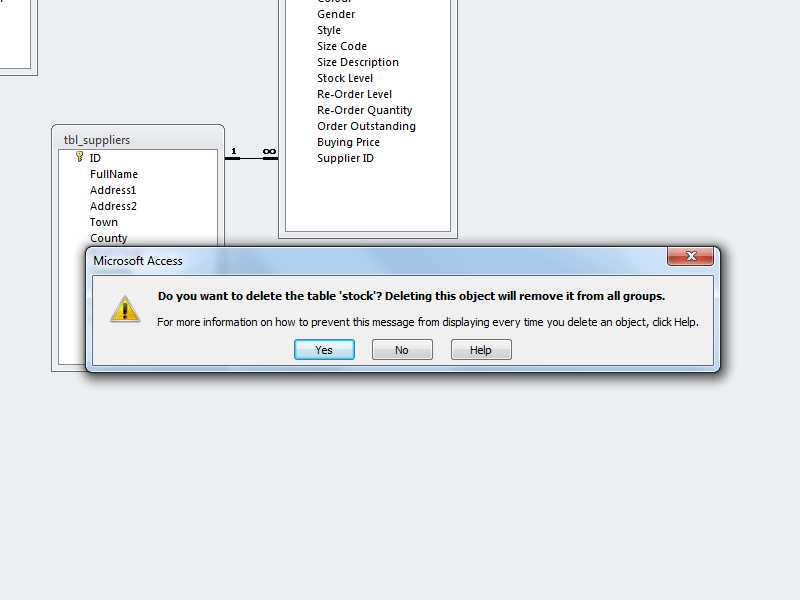 Gender
Style
Size Code
Size Description
Stock Level
Re-Order Level
Re-Order Quantity
Order Outstanding
Buying Price
Supplier ID
tbl_suppliers
1 ∞
ID
FullName
Address1
Address2
Town
County
Microsoft Access
Do you want to delete the table 'stock'? Deleting this object will remove it from all groups.
For more information on how to prevent this message from displaying every time you delete an object, click Help.
Yes No Help